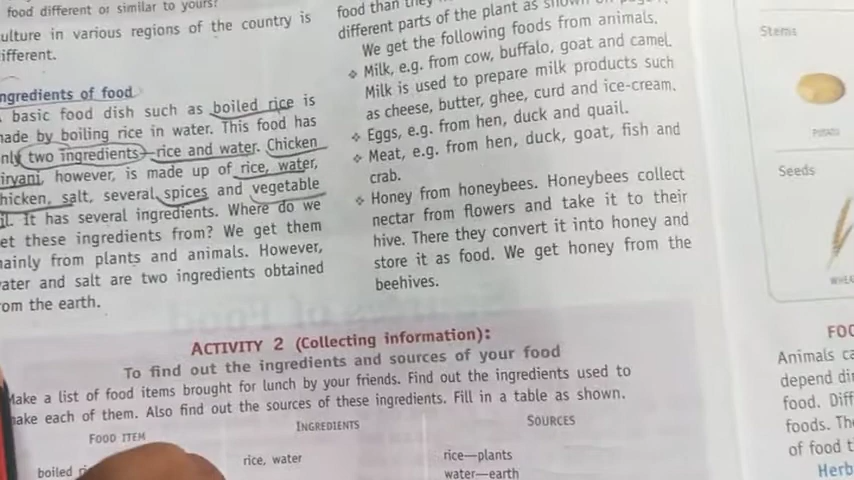 food different or similar to yours?
ulture in various regions of the country is
ifferent.
ngredients of food
basic food dish such as boiled rice is
nade by boiling rice in water. This food has
nly two ingredients—rice and water. Chicken
iryani, however, is made up of rice, water,
hicken, salt, several spices and vegetable
il. It has several ingredients. Where do we
et these ingredients from? We get them
nainly from plants and animals. However,
ater and salt are two ingredients obtained
om the earth.
food than they
different parts of the plant as shown on
We get the following foods from animals.
❖ Milk, e.g. from cow, buffalo, goat and camel.
Milk is used to prepare milk products such
as cheese, butter, ghee, curd and ice-cream.
❖ Eggs, e.g. from hen, duck and quail.
❖ Meat, e.g. from hen, duck, goat, fish and
crab.
❖ Honey from honeybees. Honeybees collect
nectar from flowers and take it to their
hive. There they convert it into honey and
store it as food. We get honey from the
beehives.
ACTIVITY 2 (Collecting information):
To find out the ingredients and sources of your food
Make a list of food items brought for lunch by your friends. Find out the ingredients used to
make each of them. Also find out the sources of these ingredients. Fill in a table as shown.
FOOD ITEM INGREDIENTS SOURCES
boiled ri rice, water rice—plants
water—earth
Stems
POTATO
Seeds
WHEA
FOO
Animals ca
depend di
food. Diff
foods. Th
of food t
Herb